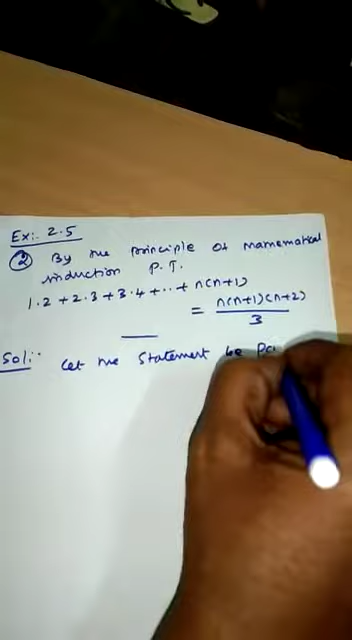 Ex:- 2.5
② By the principle of mathematical
induction P.T.
1.2 + 2.3 + 3.4 + ... + n(n+1)
= n(n+1)(n+2)
3
Sol:- Let the statement be P(